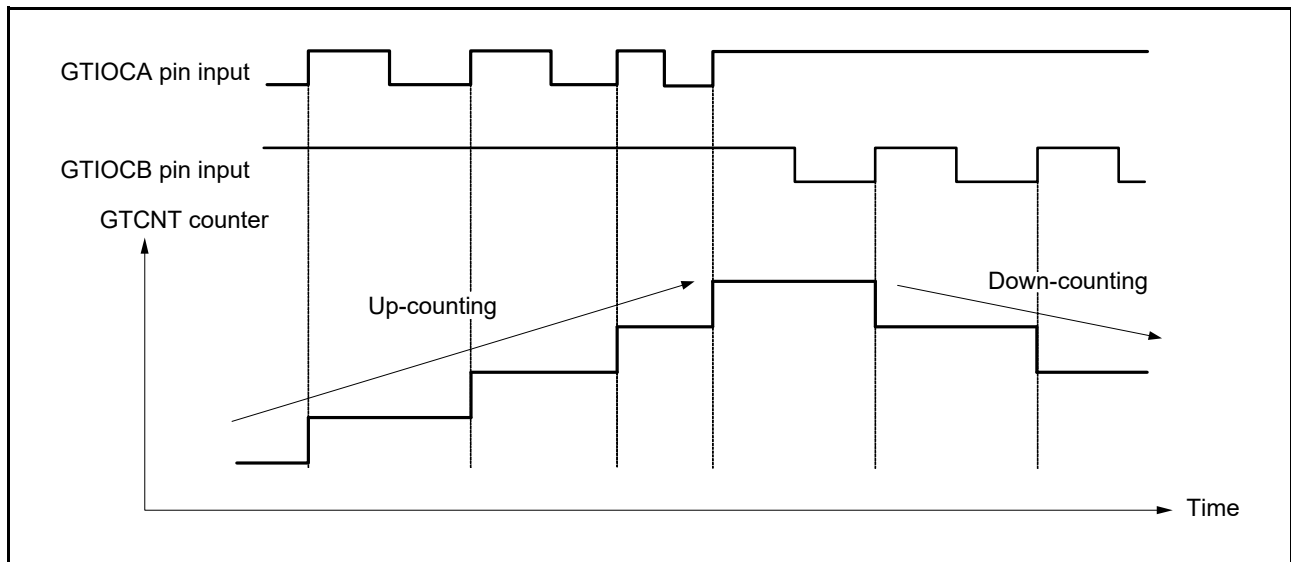 GTIOCA pin input
GTIOCB pin input
GTCNT counter
Up-counting
Down-counting
Time